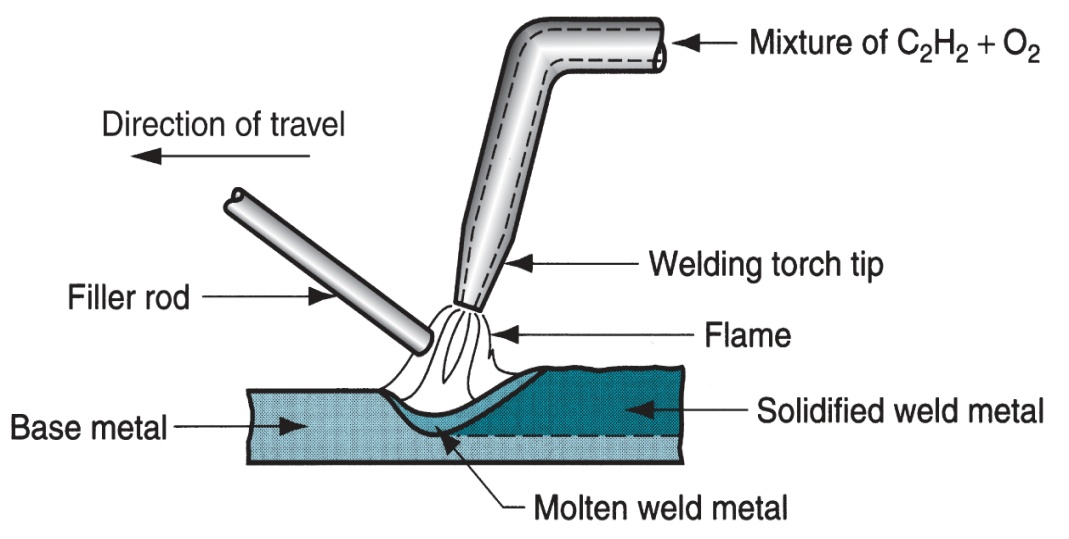 Mixture of C₂H₂ + O₂
Direction of travel
Welding torch tip
Filler rod
Flame
Solidified weld metal
Base metal
Molten weld metal